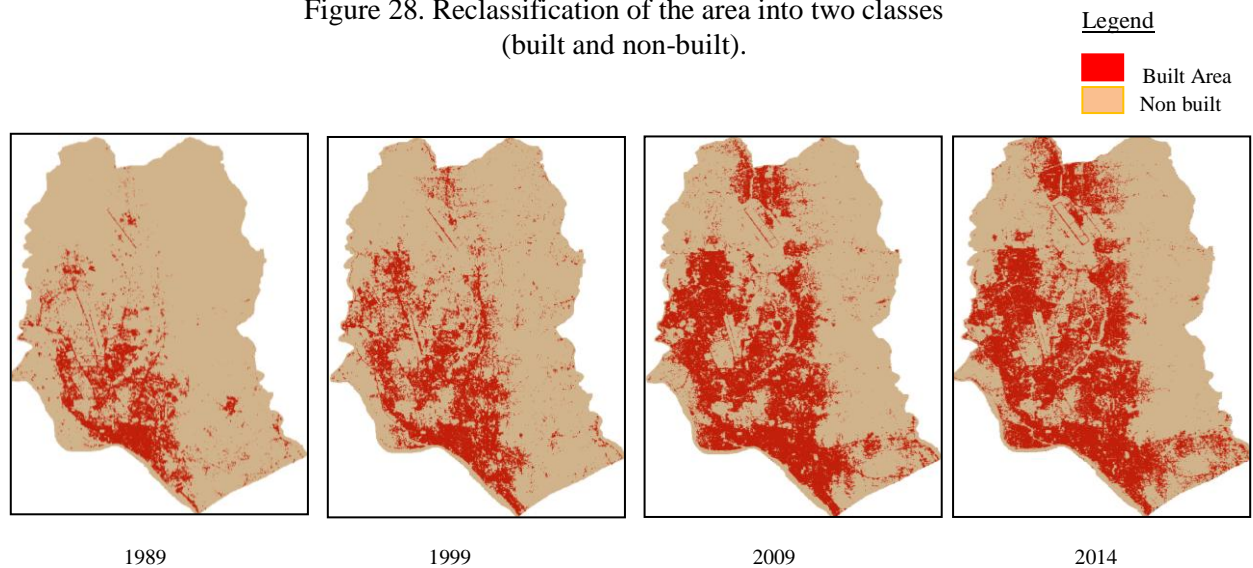 Figure 28. Reclassification of the area into two classes
(built and non-built).
Legend
Built Area
Non built
1989
1999
2009
2014